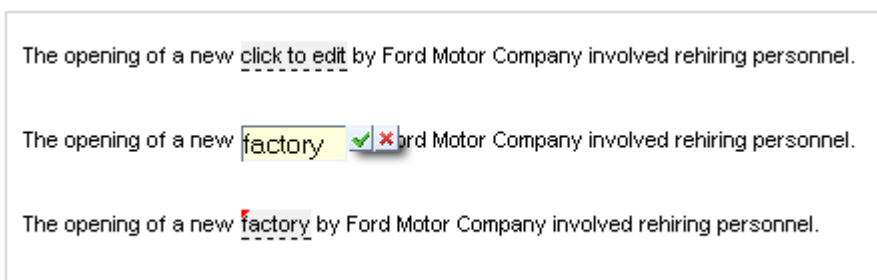 The opening of a new click to edit by Ford Motor Company involved rehiring personnel.
The opening of a new factory ord Motor Company involved rehiring personnel.
The opening of a new factory by Ford Motor Company involved rehiring personnel.